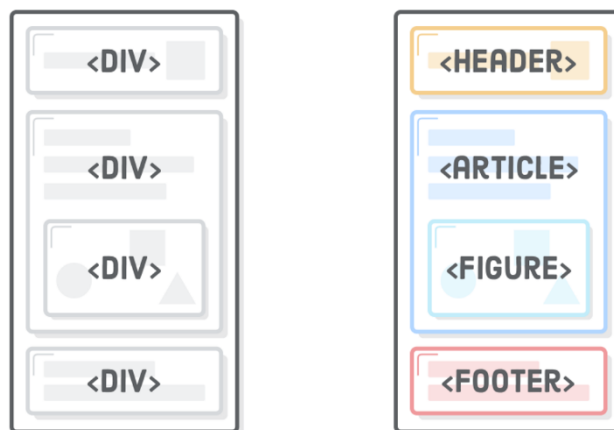 <DIV>
<DIV>
<DIV>
<DIV>
<HEADER>
<ARTICLE>
<FIGURE>
<FOOTER>